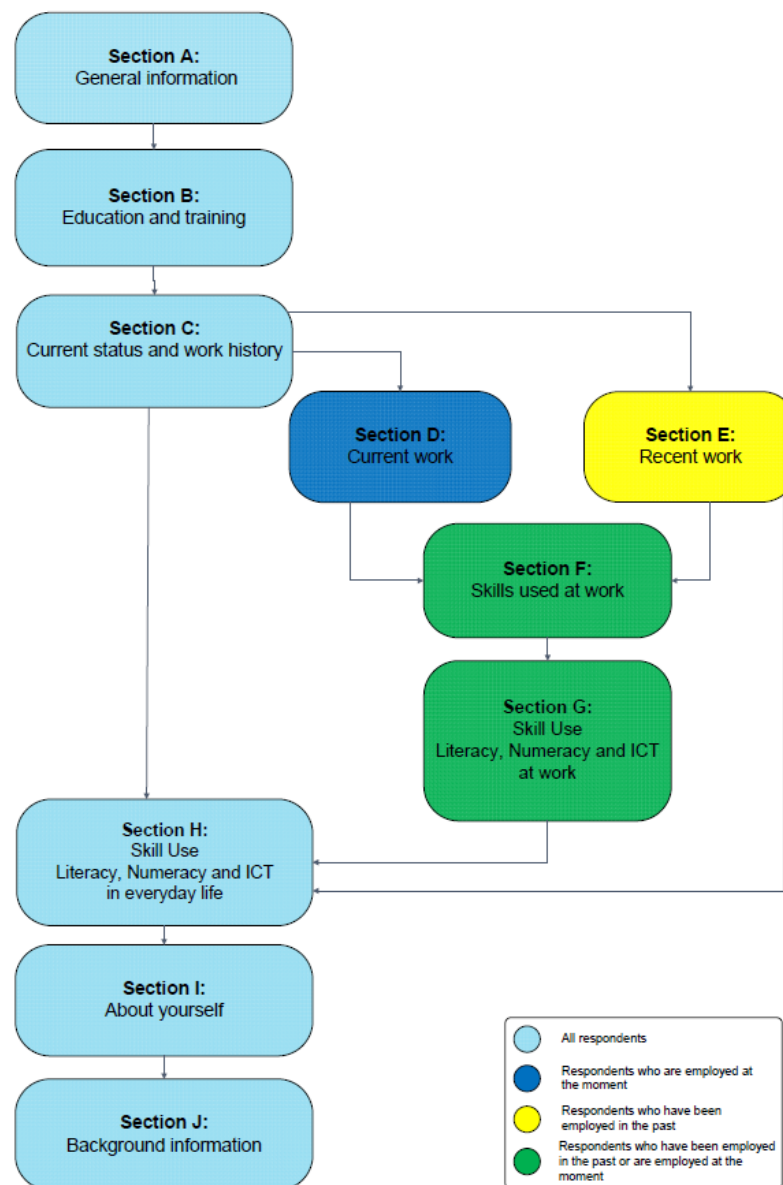 Section A:
General information
Section B:
Education and training
Section C:
Current status and work history
Section D:
Current work
Section E:
Recent work
Section F:
Skills used at work
Section G:
Skill Use
Literacy, Numeracy and ICT
at work
Section H:
Skill Use
Literacy, Numeracy and ICT
in everyday life
Section I:
About yourself
Section J:
Background information
All respondents
Respondents who are employed at
the moment
Respondents who have been
employed in the past
Respondents who have been employed
in the past or are employed at the
moment